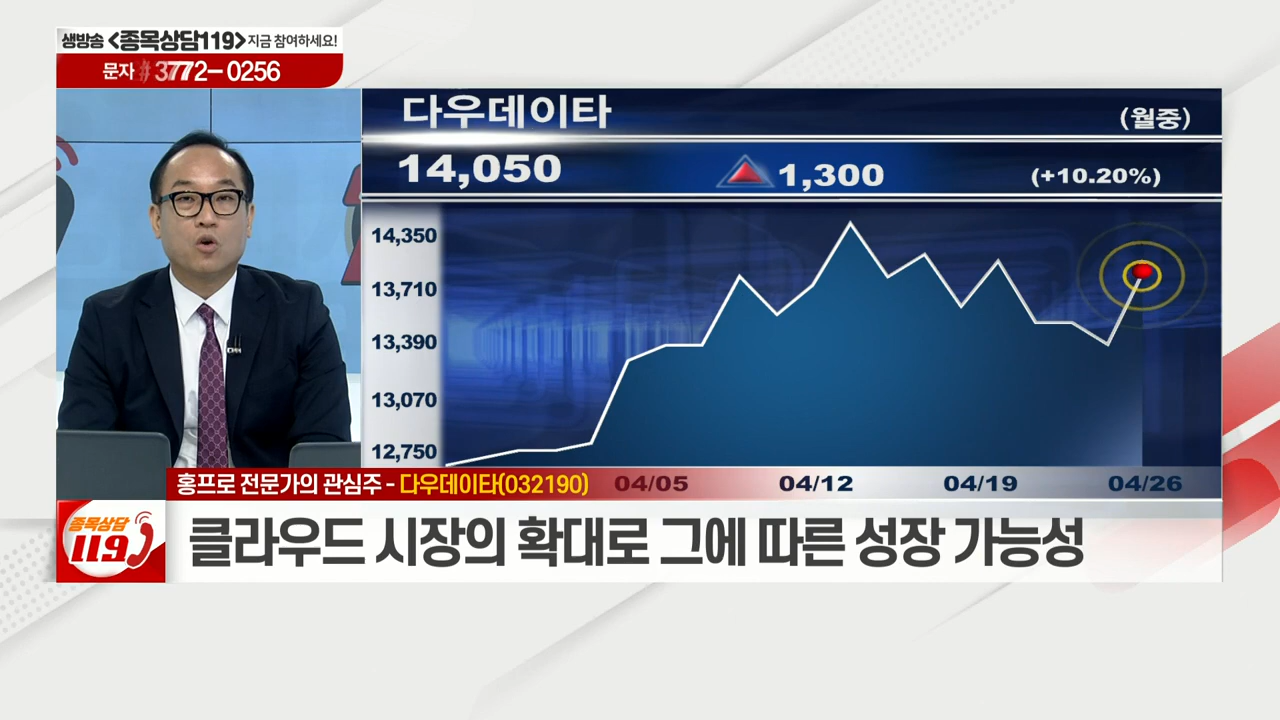 생방송 <종목상담119> 지금 참여하세요!
문자 #3772-0256
다우데이타
(월중)
14,050
1,300
(+10.20%)
14,350
13,710
13,390
13,070
12,750
04/05 04/12 04/19 04/26
홍프로 전문가의 관심주 - 다우데이타(032190)
종목상담
119
클라우드 시장의 확대로 그에 따른 성장 가능성